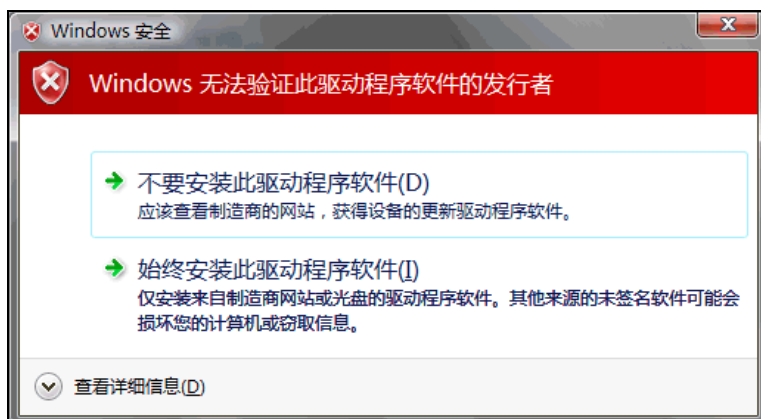 Windows 安全
Windows 无法验证此驱动程序软件的发行者
不要安装此驱动程序软件(D)
应该查看制造商的网站，获得设备的更新驱动程序软件。
始终安装此驱动程序软件(I)
仅安装来自制造商网站或光盘的驱动程序软件。其他来源的未签名软件可能会
损坏您的计算机或窃取信息。
查看详细信息(D)